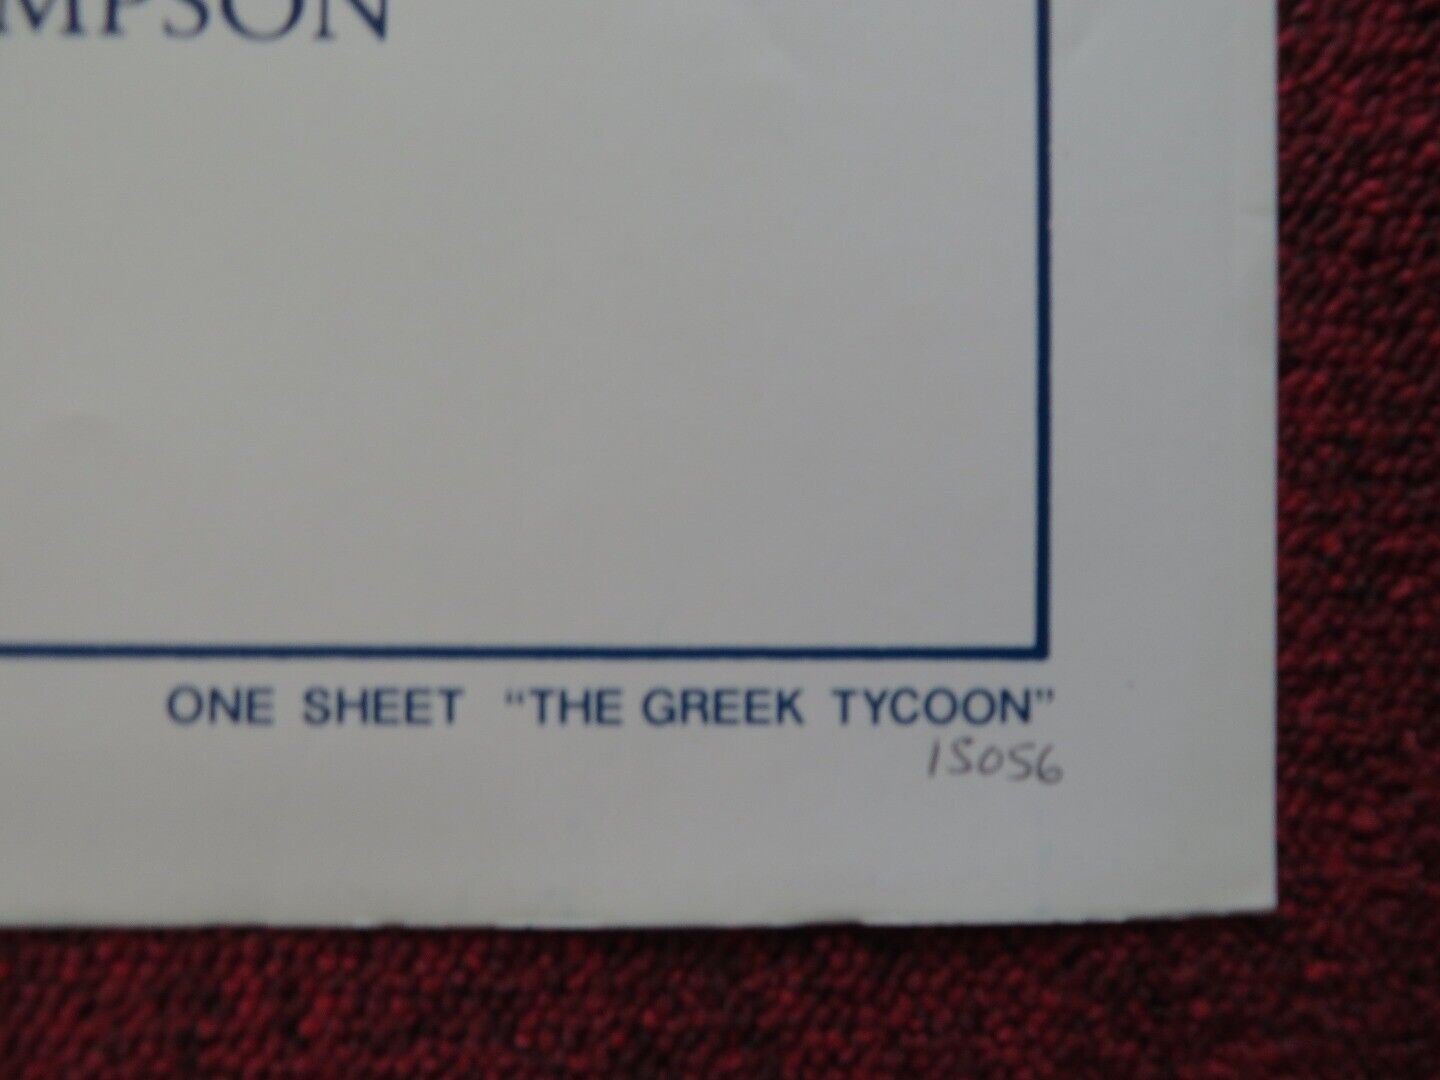 MPSON
ONE SHEET "THE GREEK TYCOON"
15056